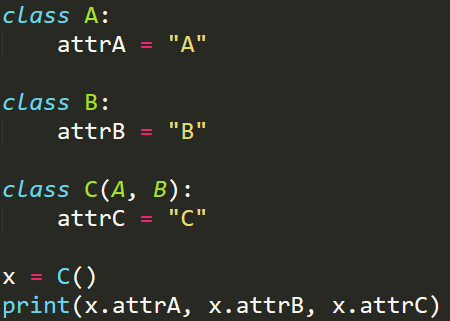 class A:
    attrA = "A"

class B:
    attrB = "B"

class C(A, B):
    attrC = "C"

x = C()
print(x.attrA, x.attrB, x.attrC)